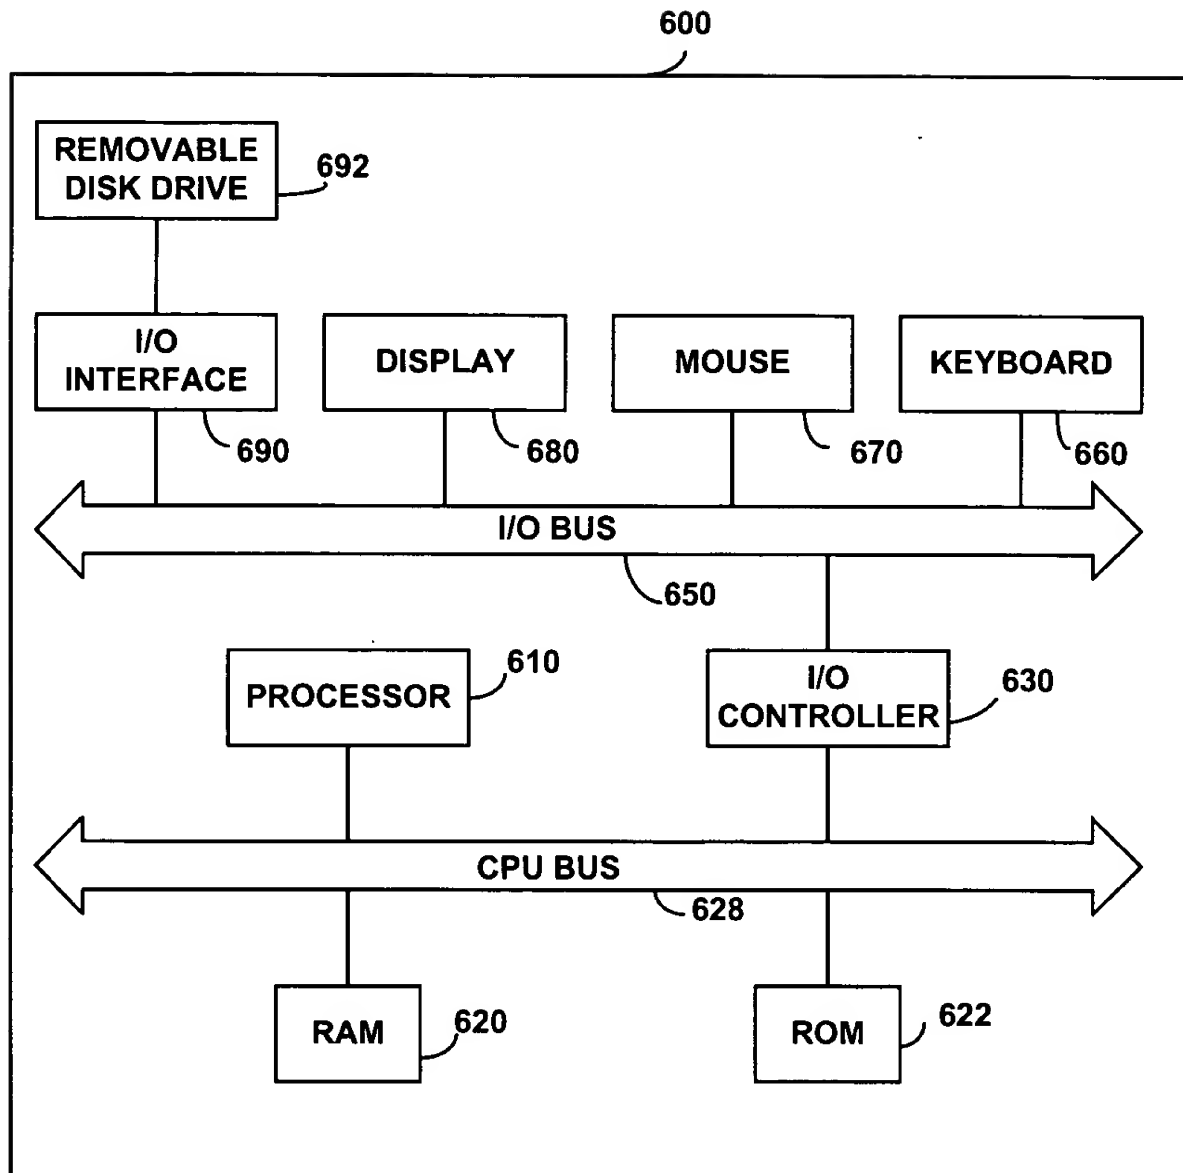 600
REMOVABLE
DISK DRIVE
692
I/O
INTERFACE
690
DISPLAY
680
MOUSE
670
KEYBOARD
660
I/O BUS
650
PROCESSOR
610
I/O
CONTROLLER
630
CPU BUS
628
RAM
620
ROM
622